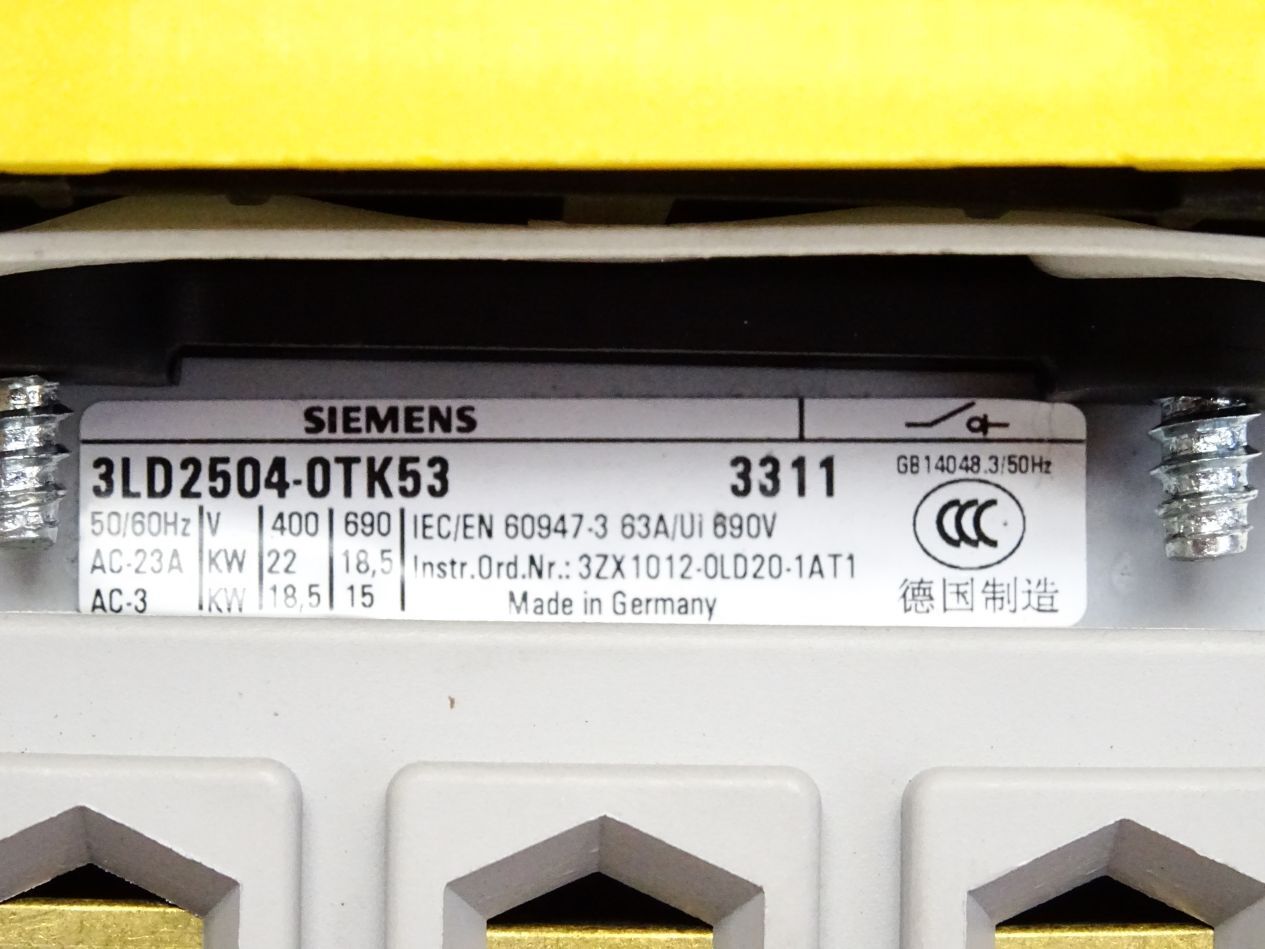 SIEMENS
3LD2504-0TK53 3311 GB14048.3/50Hz
50/60Hz V 400 690 IEC/EN 60947-3 63A/Ui 690V
CCC
AC-23A KW 22 18,5 Instr.Ord.Nr.: 3ZX1012-0LD20-1AT1
AC-3 KW 18,5 15 Made in Germany 德国制造